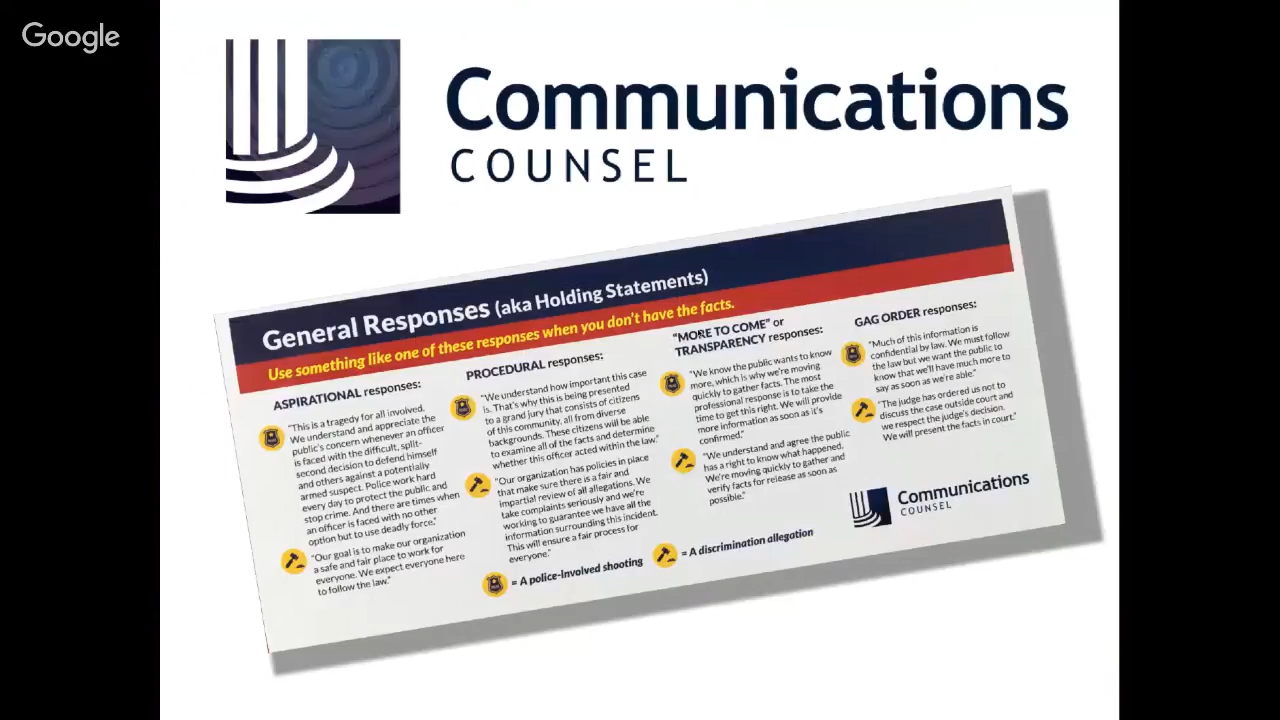 Google
Communications
COUNSEL
General Responses (aka Holding Statements)
Use something like one of these responses when you don't have the facts.
ASPIRATIONAL responses:
"This is a tragedy for all involved.
We understand and appreciate the
public's concern whenever an officer
is faced with the difficult, split-
second decision to defend himself
and others against a potentially
armed suspect. Police work hard
every day to protect the public and
stop crime. And there are times when
an officer is faced with no other
option but to use deadly force."
"Our goal is to make our organization
a safe and fair place to work for
everyone. We expect everyone here
to follow the law."
PROCEDURAL responses:
"We understand how important this case
is. That's why this is being presented
to a grand jury that consists of citizens
of this community, all from diverse
backgrounds. These citizens will be able
to examine all of the facts and determine
whether this officer acted within the law."
"Our organization has policies in place
that make sure there is a fair and
impartial review of all allegations. We
take complaints seriously and we're
working to guarantee we have all the
information surrounding this incident.
This will ensure a fair process for
everyone."
"MORE TO COME" or
TRANSPARENCY responses:
"We know the public wants to know
more, which is why we're moving
quickly to gather facts. The most
professional response is to take the
time to get this right. We will provide
more information as soon as it's
confirmed."
"We understand and agree the public
has a right to know what happened.
We're moving quickly to gather and
verify facts for release as soon as
possible."
GAG ORDER responses:
"Much of this information is
confidential by law. We must follow
the law but we want the public to
know that we'll have much more to
say as soon as we're able."
"The judge has ordered us not to
discuss the case outside court and
we respect the judge's decision.
We will present the facts in court."
= A police-involved shooting
= A discrimination allegation
Communications
COUNSEL